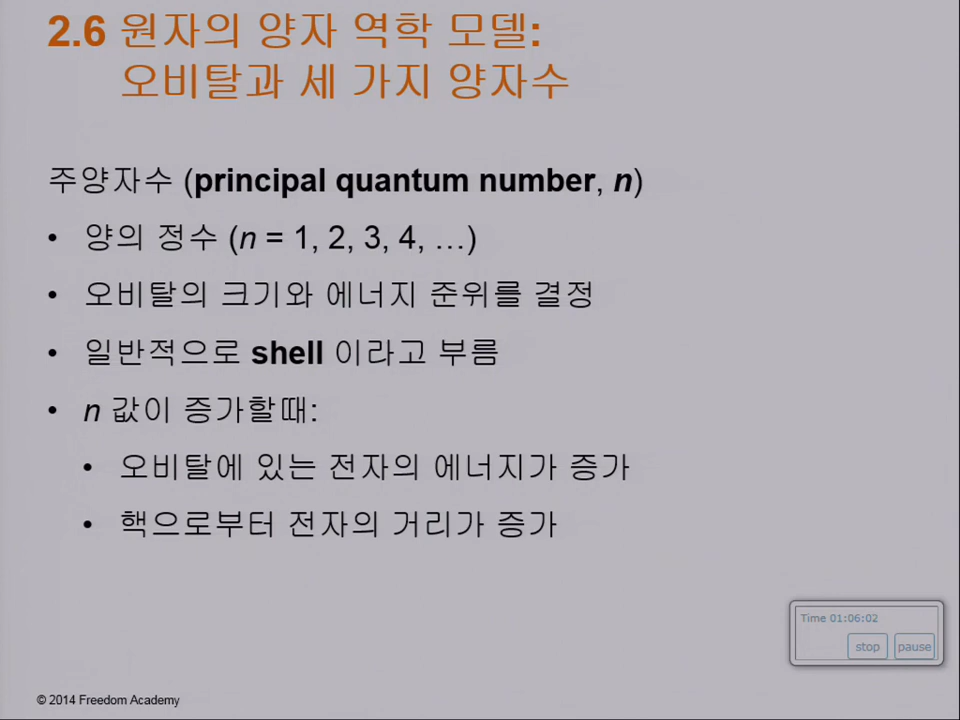 2.6 원자의 양자 역학 모델:
오비탈과 세 가지 양자수
주양자수 (principal quantum number, n)
• 양의 정수 (n = 1, 2, 3, 4, …)
• 오비탈의 크기와 에너지 준위를 결정
• 일반적으로 shell 이라고 부름
• n 값이 증가할때:
• 오비탈에 있는 전자의 에너지가 증가
• 핵으로부터 전자의 거리가 증가
Time 01:06:02
stop pause
© 2014 Freedom Academy